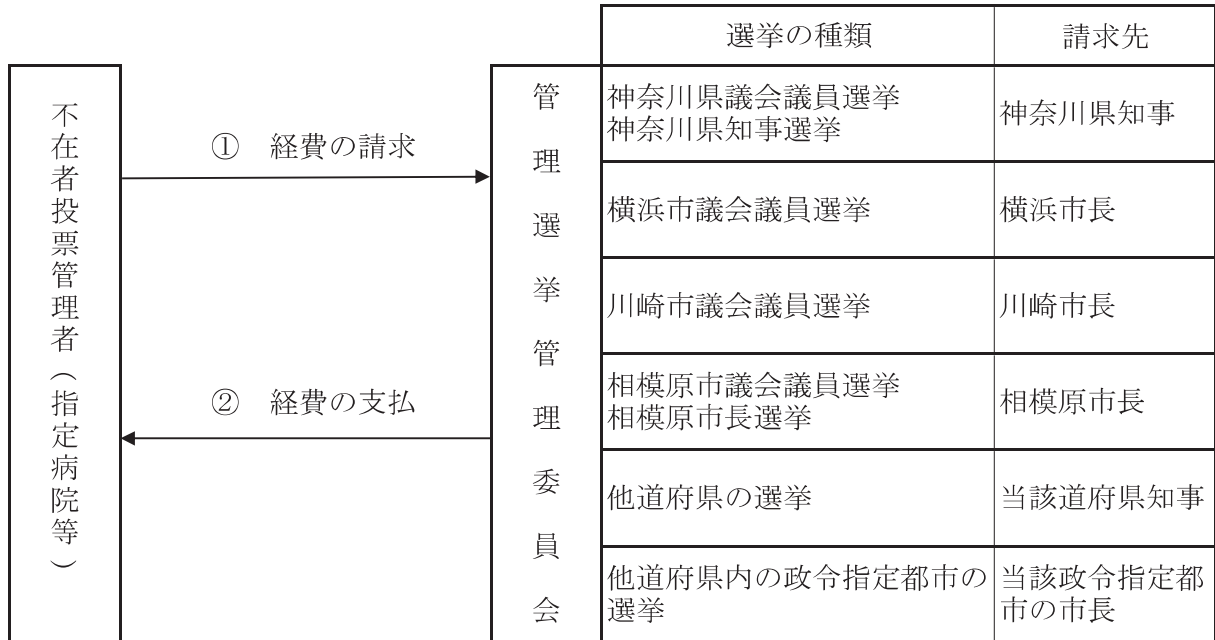 選挙の種類 請求先
不在者投票管理者（指定病院等）
① 経費の請求
② 経費の支払
管理選挙管理委員会
神奈川県議会議員選挙
神奈川県知事選挙
神奈川県知事
横浜市議会議員選挙
横浜市長
川崎市議会議員選挙
川崎市長
相模原市議会議員選挙
相模原市長選挙
相模原市長
他道府県の選挙
当該道府県知事
他道府県内の政令指定都市の
選挙
当該政令指定都
市の市長